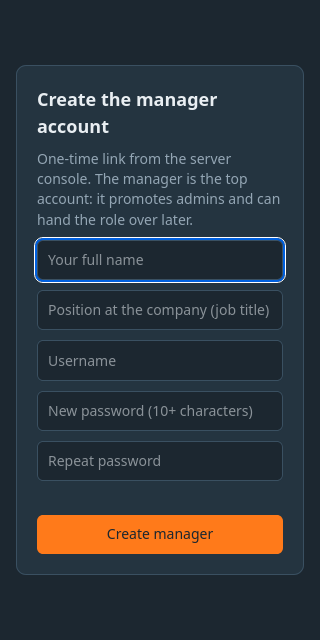 Create the manager
account
One-time link from the server
console. The manager is the top
account: it promotes admins and can
hand the role over later.
Your full name
Position at the company (job title)
Username
New password (10+ characters)
Repeat password
Create manager